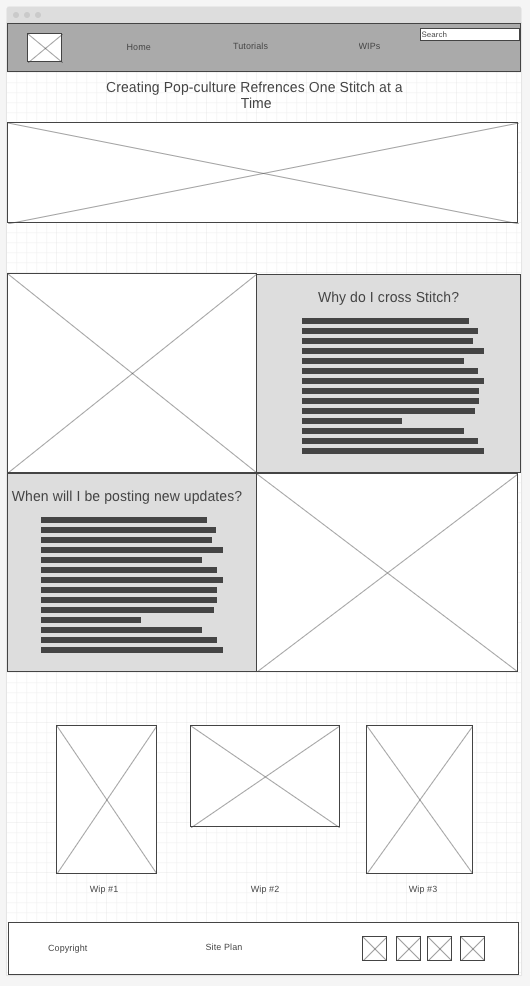 Search
Home
Tutorials
WIPs
Creating Pop-culture Refrences One Stitch at a
Time
Why do I cross Stitch?
When will I be posting new updates?
Wip #1
Wip #2
Wip #3
Copyright
Site Plan